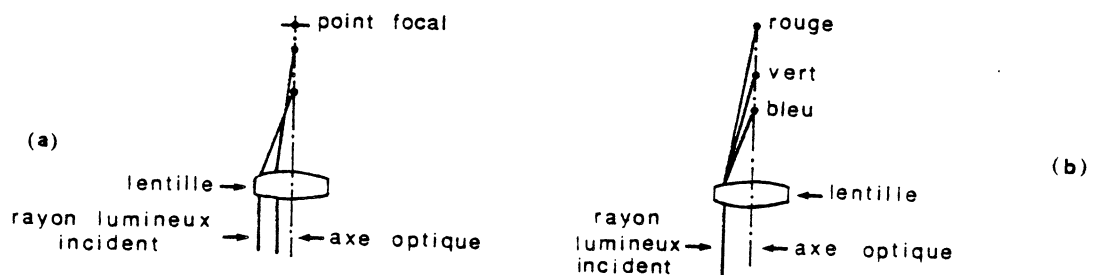 point focal
(a)
lentille
rayon lumineux
incident
axe optique
rouge
vert
bleu
(b)
lentille
rayon
lumineux
incident
axe optique